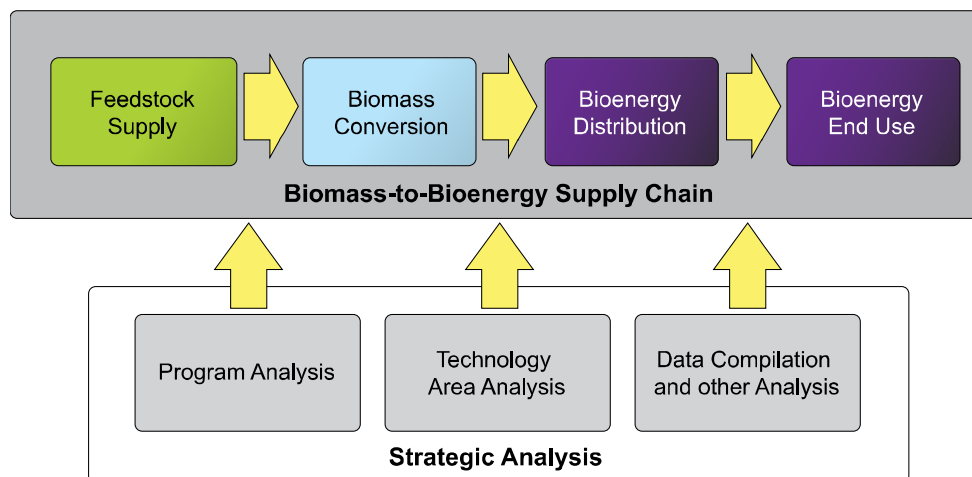 Feedstock
Supply
Biomass
Conversion
Bioenergy
Distribution
Bioenergy
End Use
Biomass-to-Bioenergy Supply Chain
Program Analysis
Technology
Area Analysis
Data Compilation
and other Analysis
Strategic Analysis